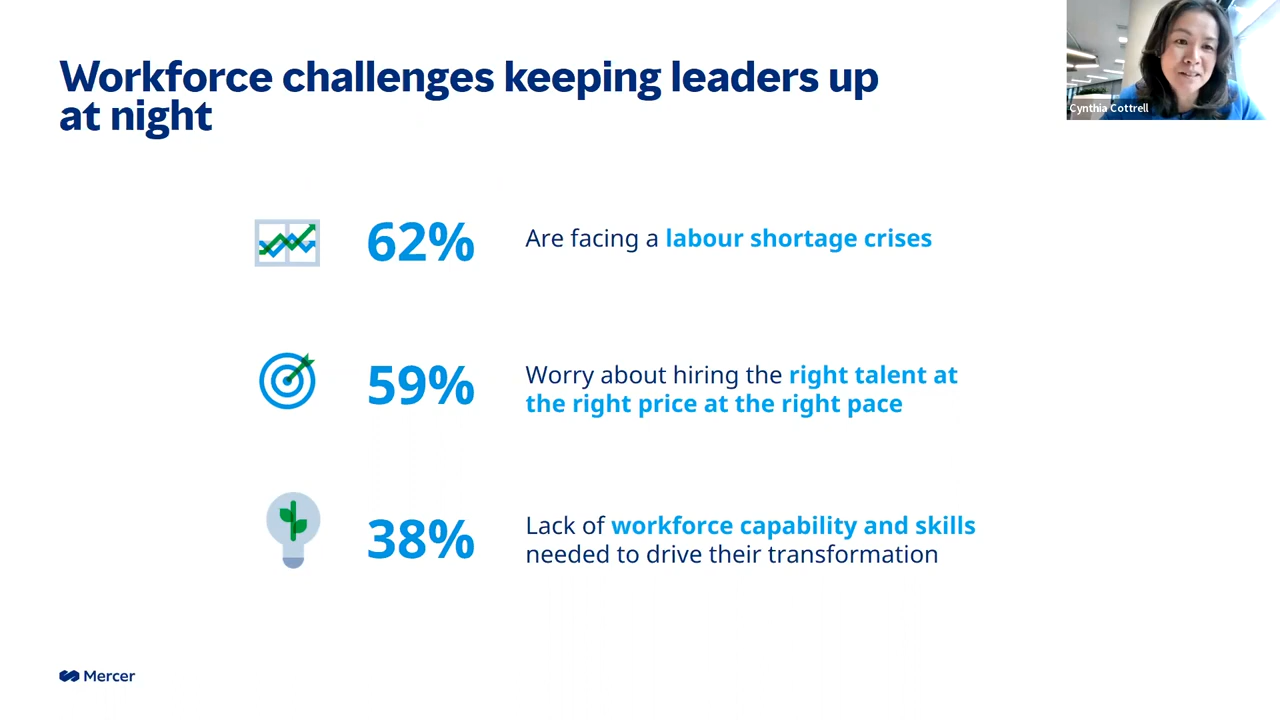 Workforce challenges keeping leaders up
at night
Cynthia Cottrell
62%
Are facing a labour shortage crises
59%
Worry about hiring the right talent at
the right price at the right pace
38%
Lack of workforce capability and skills
needed to drive their transformation
Mercer